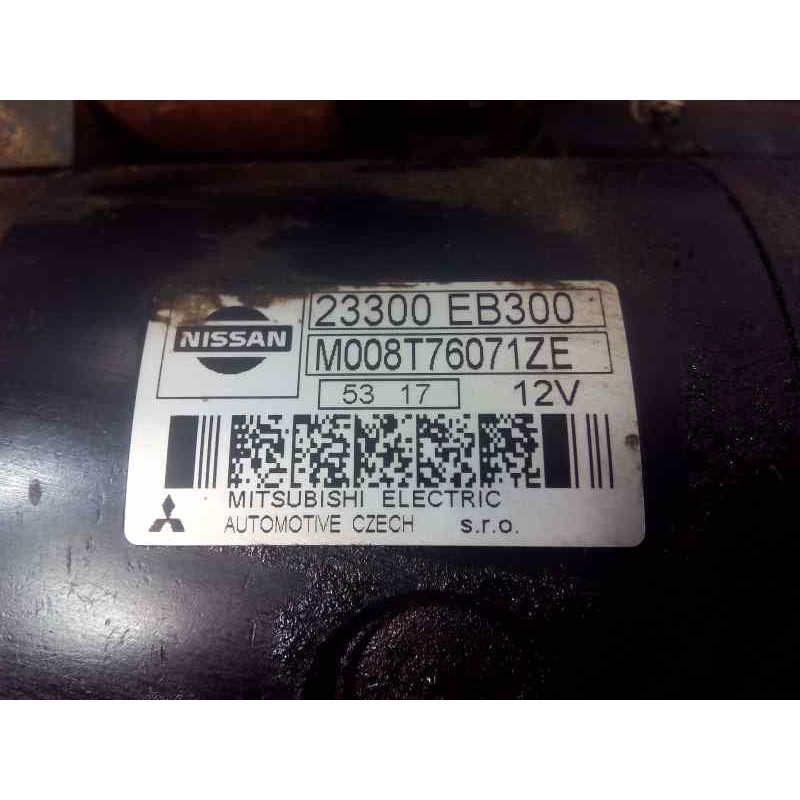 NISSAN
23300 EB300
M008T76071ZE
53 17
12V
MITSUBISHI ELECTRIC
AUTOMOTIVE CZECH s.r.o.